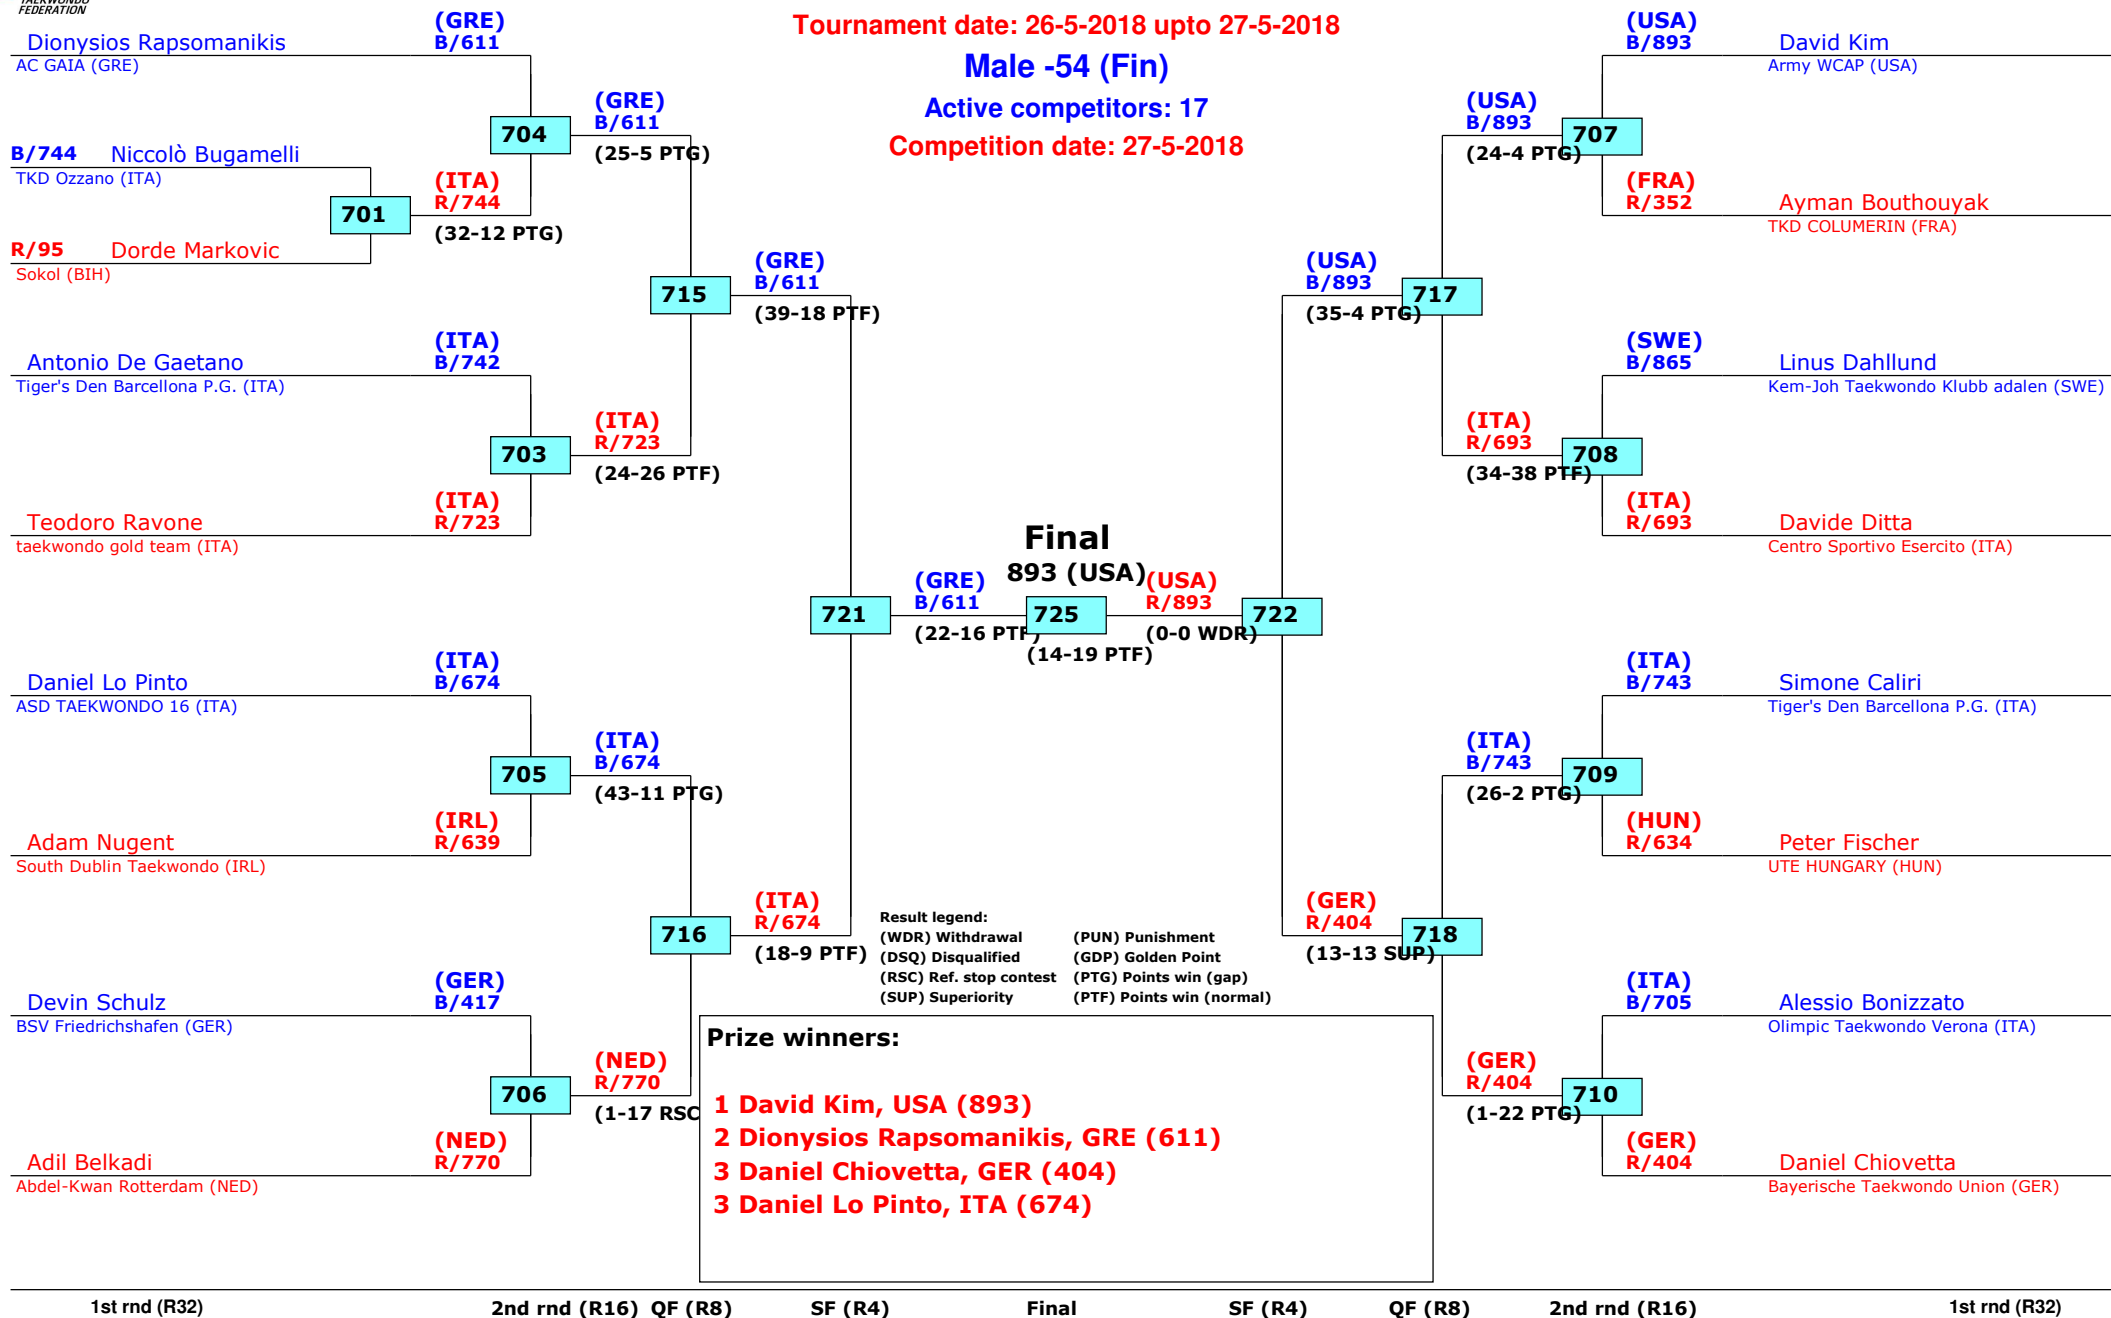 TAEKWONDO
FEDERATION
Tournament date: 26-5-2018 upto 27-5-2018
Male -54 (Fin)
Active competitors: 17
Competition date: 27-5-2018
Dionysios Rapsomanikis
AC GAIA (GRE)
(GRE)
B/611
B/744 Niccolò Bugamelli
TKD Ozzano (ITA)
R/95 Dorde Markovic
Sokol (BIH)
701
(ITA)
R/744
(32-12 PTG)
704
(GRE)
B/611
(25-5 PTG)
Antonio De Gaetano
Tiger's Den Barcellona P.G. (ITA)
(ITA)
B/742
Teodoro Ravone
taekwondo gold team (ITA)
(ITA)
R/723
703
(ITA)
R/723
(24-26 PTF)
715
(GRE)
B/611
(39-18 PTF)
Daniel Lo Pinto
ASD TAEKWONDO 16 (ITA)
(ITA)
B/674
Adam Nugent
South Dublin Taekwondo (IRL)
(IRL)
R/639
705
(ITA)
B/674
(43-11 PTG)
Devin Schulz
BSV Friedrichshafen (GER)
(GER)
B/417
Adil Belkadi
Abdel-Kwan Rotterdam (NED)
(NED)
R/770
706
(NED)
R/770
(1-17 RSC
716
(ITA)
R/674
(18-9 PTF)
721
(GRE)
B/611
(22-16 PTF)
Final
893 (USA)
725
(14-19 PTF)
(USA)
R/893
(0-0 WDR)
722
(USA)
B/893
(35-4 PTG)
717
(USA)
B/893
(24-4 PTG)
707
(USA)
B/893
David Kim
Army WCAP (USA)
(FRA)
R/352
Ayman Bouthouyak
TKD COLUMERIN (FRA)
(ITA)
R/693
(34-38 PTF)
708
(SWE)
B/865
Linus Dahllund
Kem-Joh Taekwondo Klubb adalen (SWE)
(ITA)
R/693
Davide Ditta
Centro Sportivo Esercito (ITA)
(GER)
R/404
(13-13 SUP)
718
(ITA)
B/743
(26-2 PTG)
709
(ITA)
B/743
Simone Caliri
Tiger's Den Barcellona P.G. (ITA)
(HUN)
R/634
Peter Fischer
UTE HUNGARY (HUN)
(GER)
R/404
(1-22 PTG)
710
(ITA)
B/705
Alessio Bonizzato
Olimpic Taekwondo Verona (ITA)
(GER)
R/404
Daniel Chiovetta
Bayerische Taekwondo Union (GER)
Result legend:
(WDR) Withdrawal (PUN) Punishment
(DSQ) Disqualified (GDP) Golden Point
(RSC) Ref. stop contest (PTG) Points win (gap)
(SUP) Superiority (PTF) Points win (normal)
Prize winners:
1 David Kim, USA (893)
2 Dionysios Rapsomanikis, GRE (611)
3 Daniel Chiovetta, GER (404)
3 Daniel Lo Pinto, ITA (674)
1st rnd (R32) 2nd rnd (R16) QF (R8) SF (R4) Final SF (R4) QF (R8) 2nd rnd (R16) 1st rnd (R32)